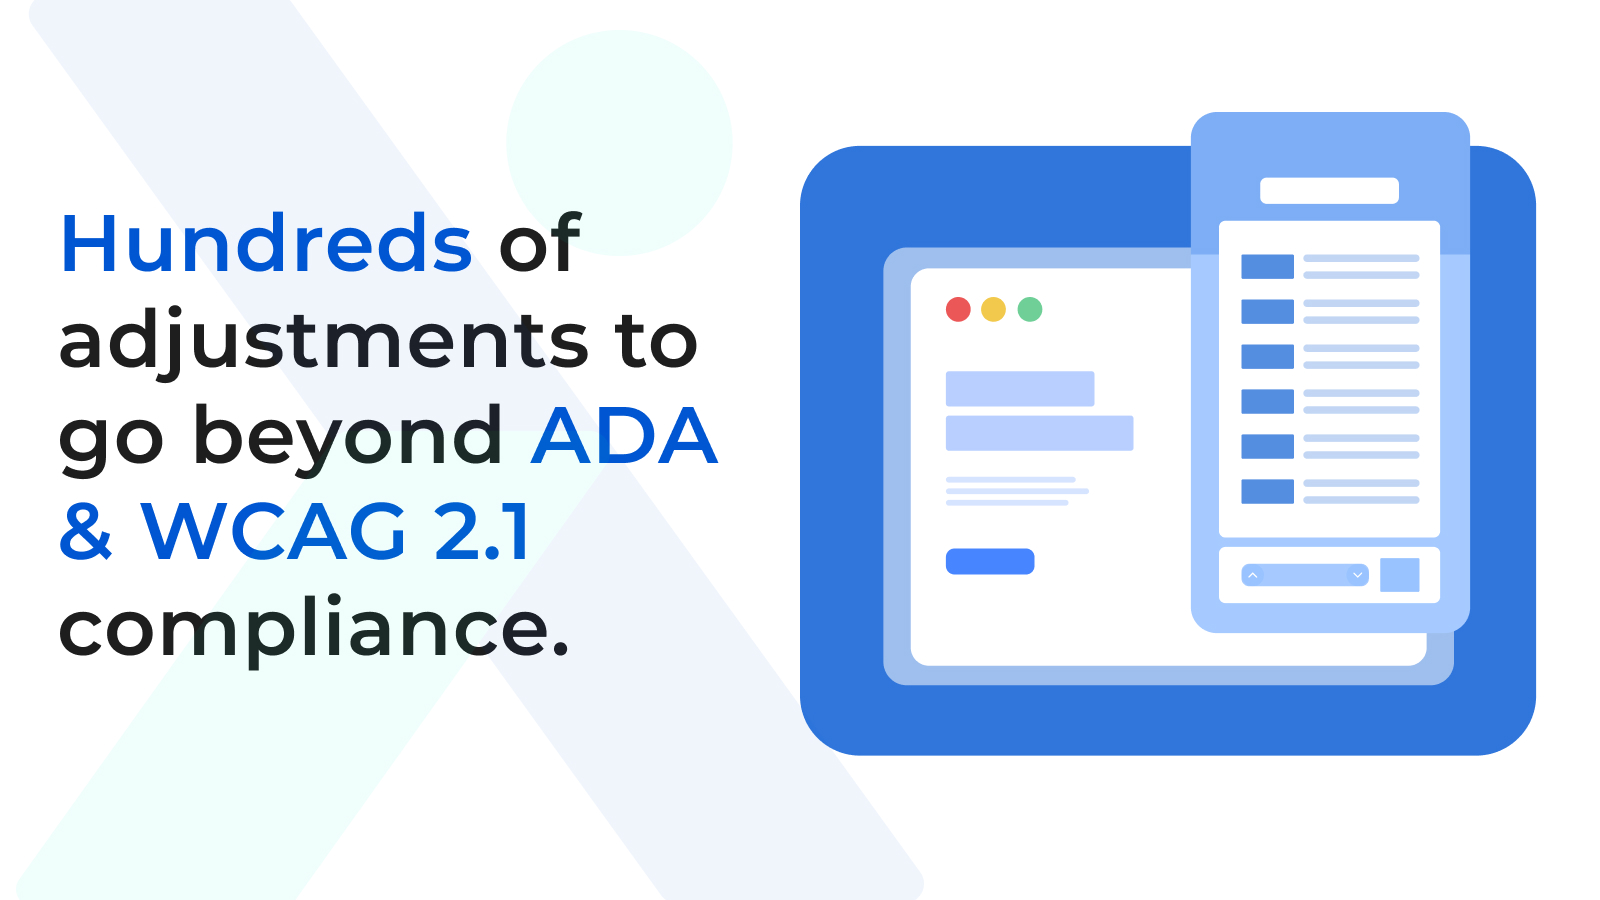 Hundreds of
adjustments to
go beyond ADA
& WCAG 2.1
compliance.